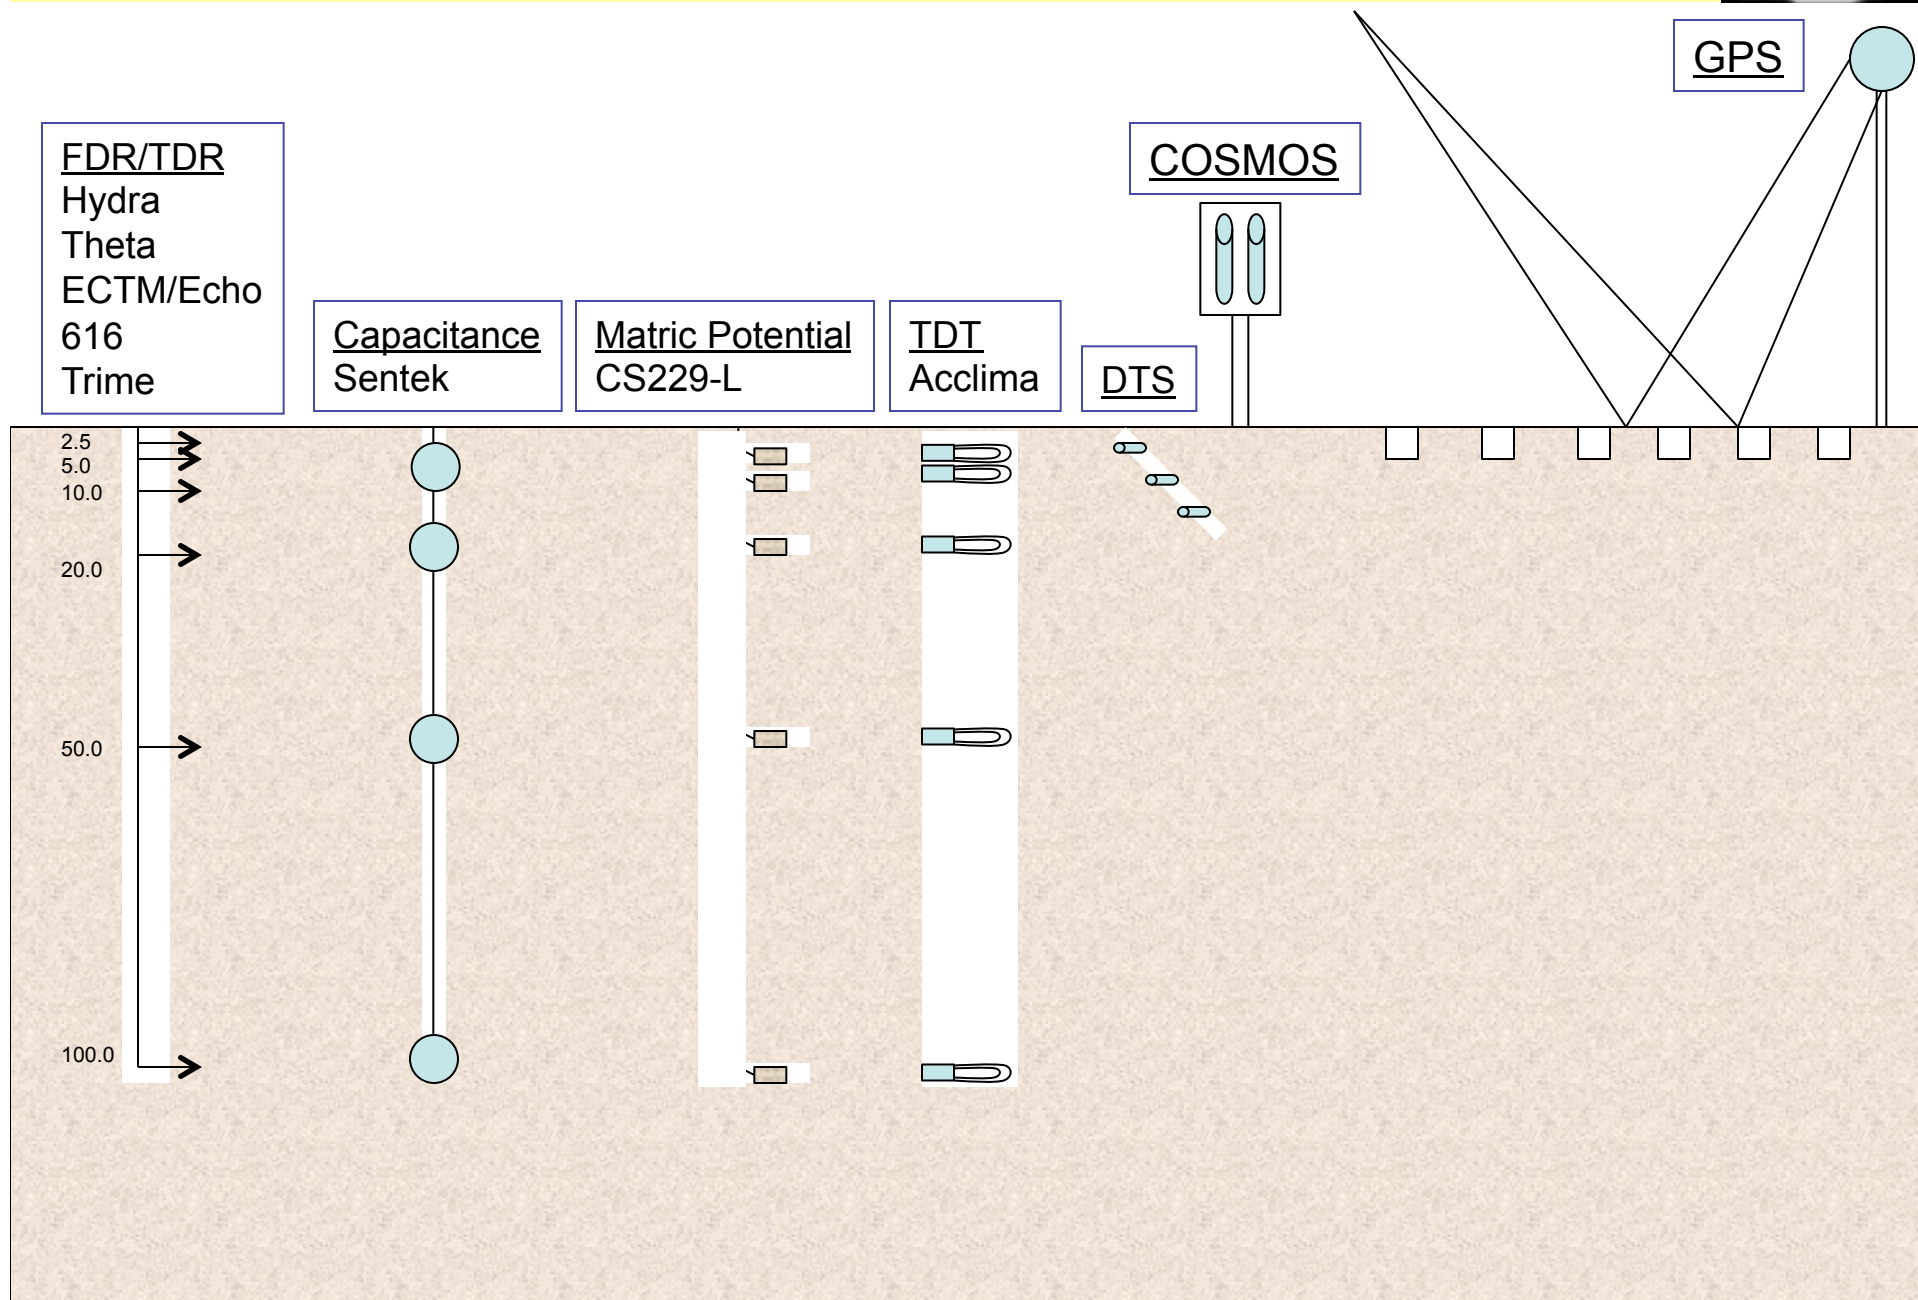 GPS
COSMOS
FDR/TDR
Hydra
Theta
ECTM/Echo
616
Trime
Capacitance
Sentek
Matric Potential
CS229-L
TDT
Acclima
DTS
2.5
5.0
10.0
20.0
50.0
100.0